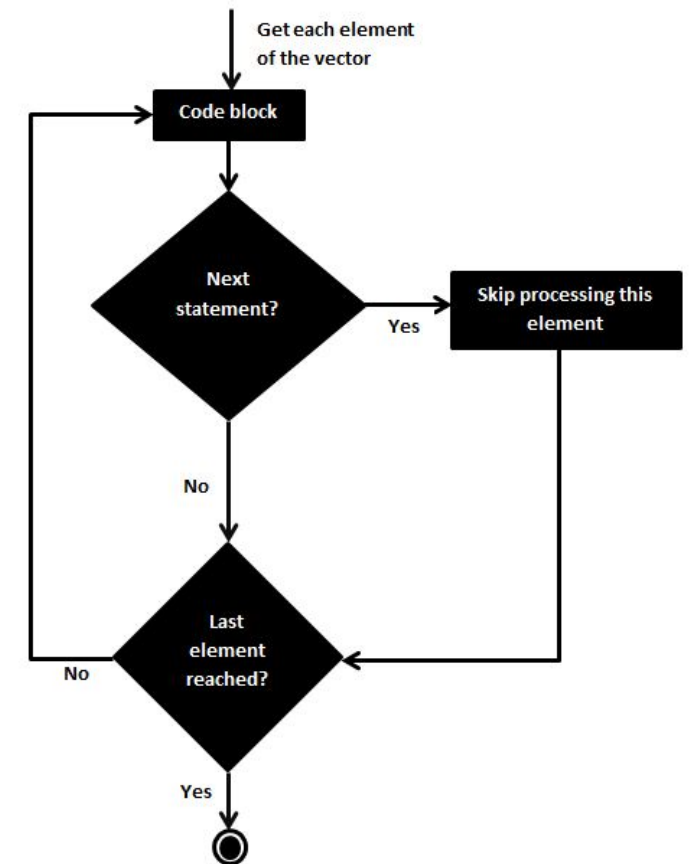 Get each element
of the vector
Code block
Next
statement?
Yes
Skip processing this
element
No
Last
element
reached?
No
Yes